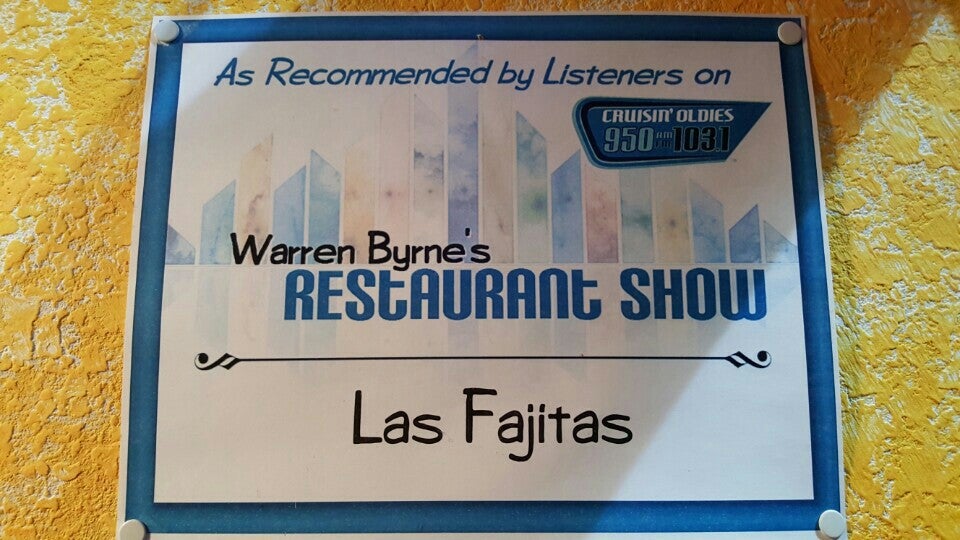 As Recommended by Listeners on
CRUISIN' OLDIES
950 AM FM 103.1
Warren Byrne's
RESTAURANT SHOW
Las Fajitas